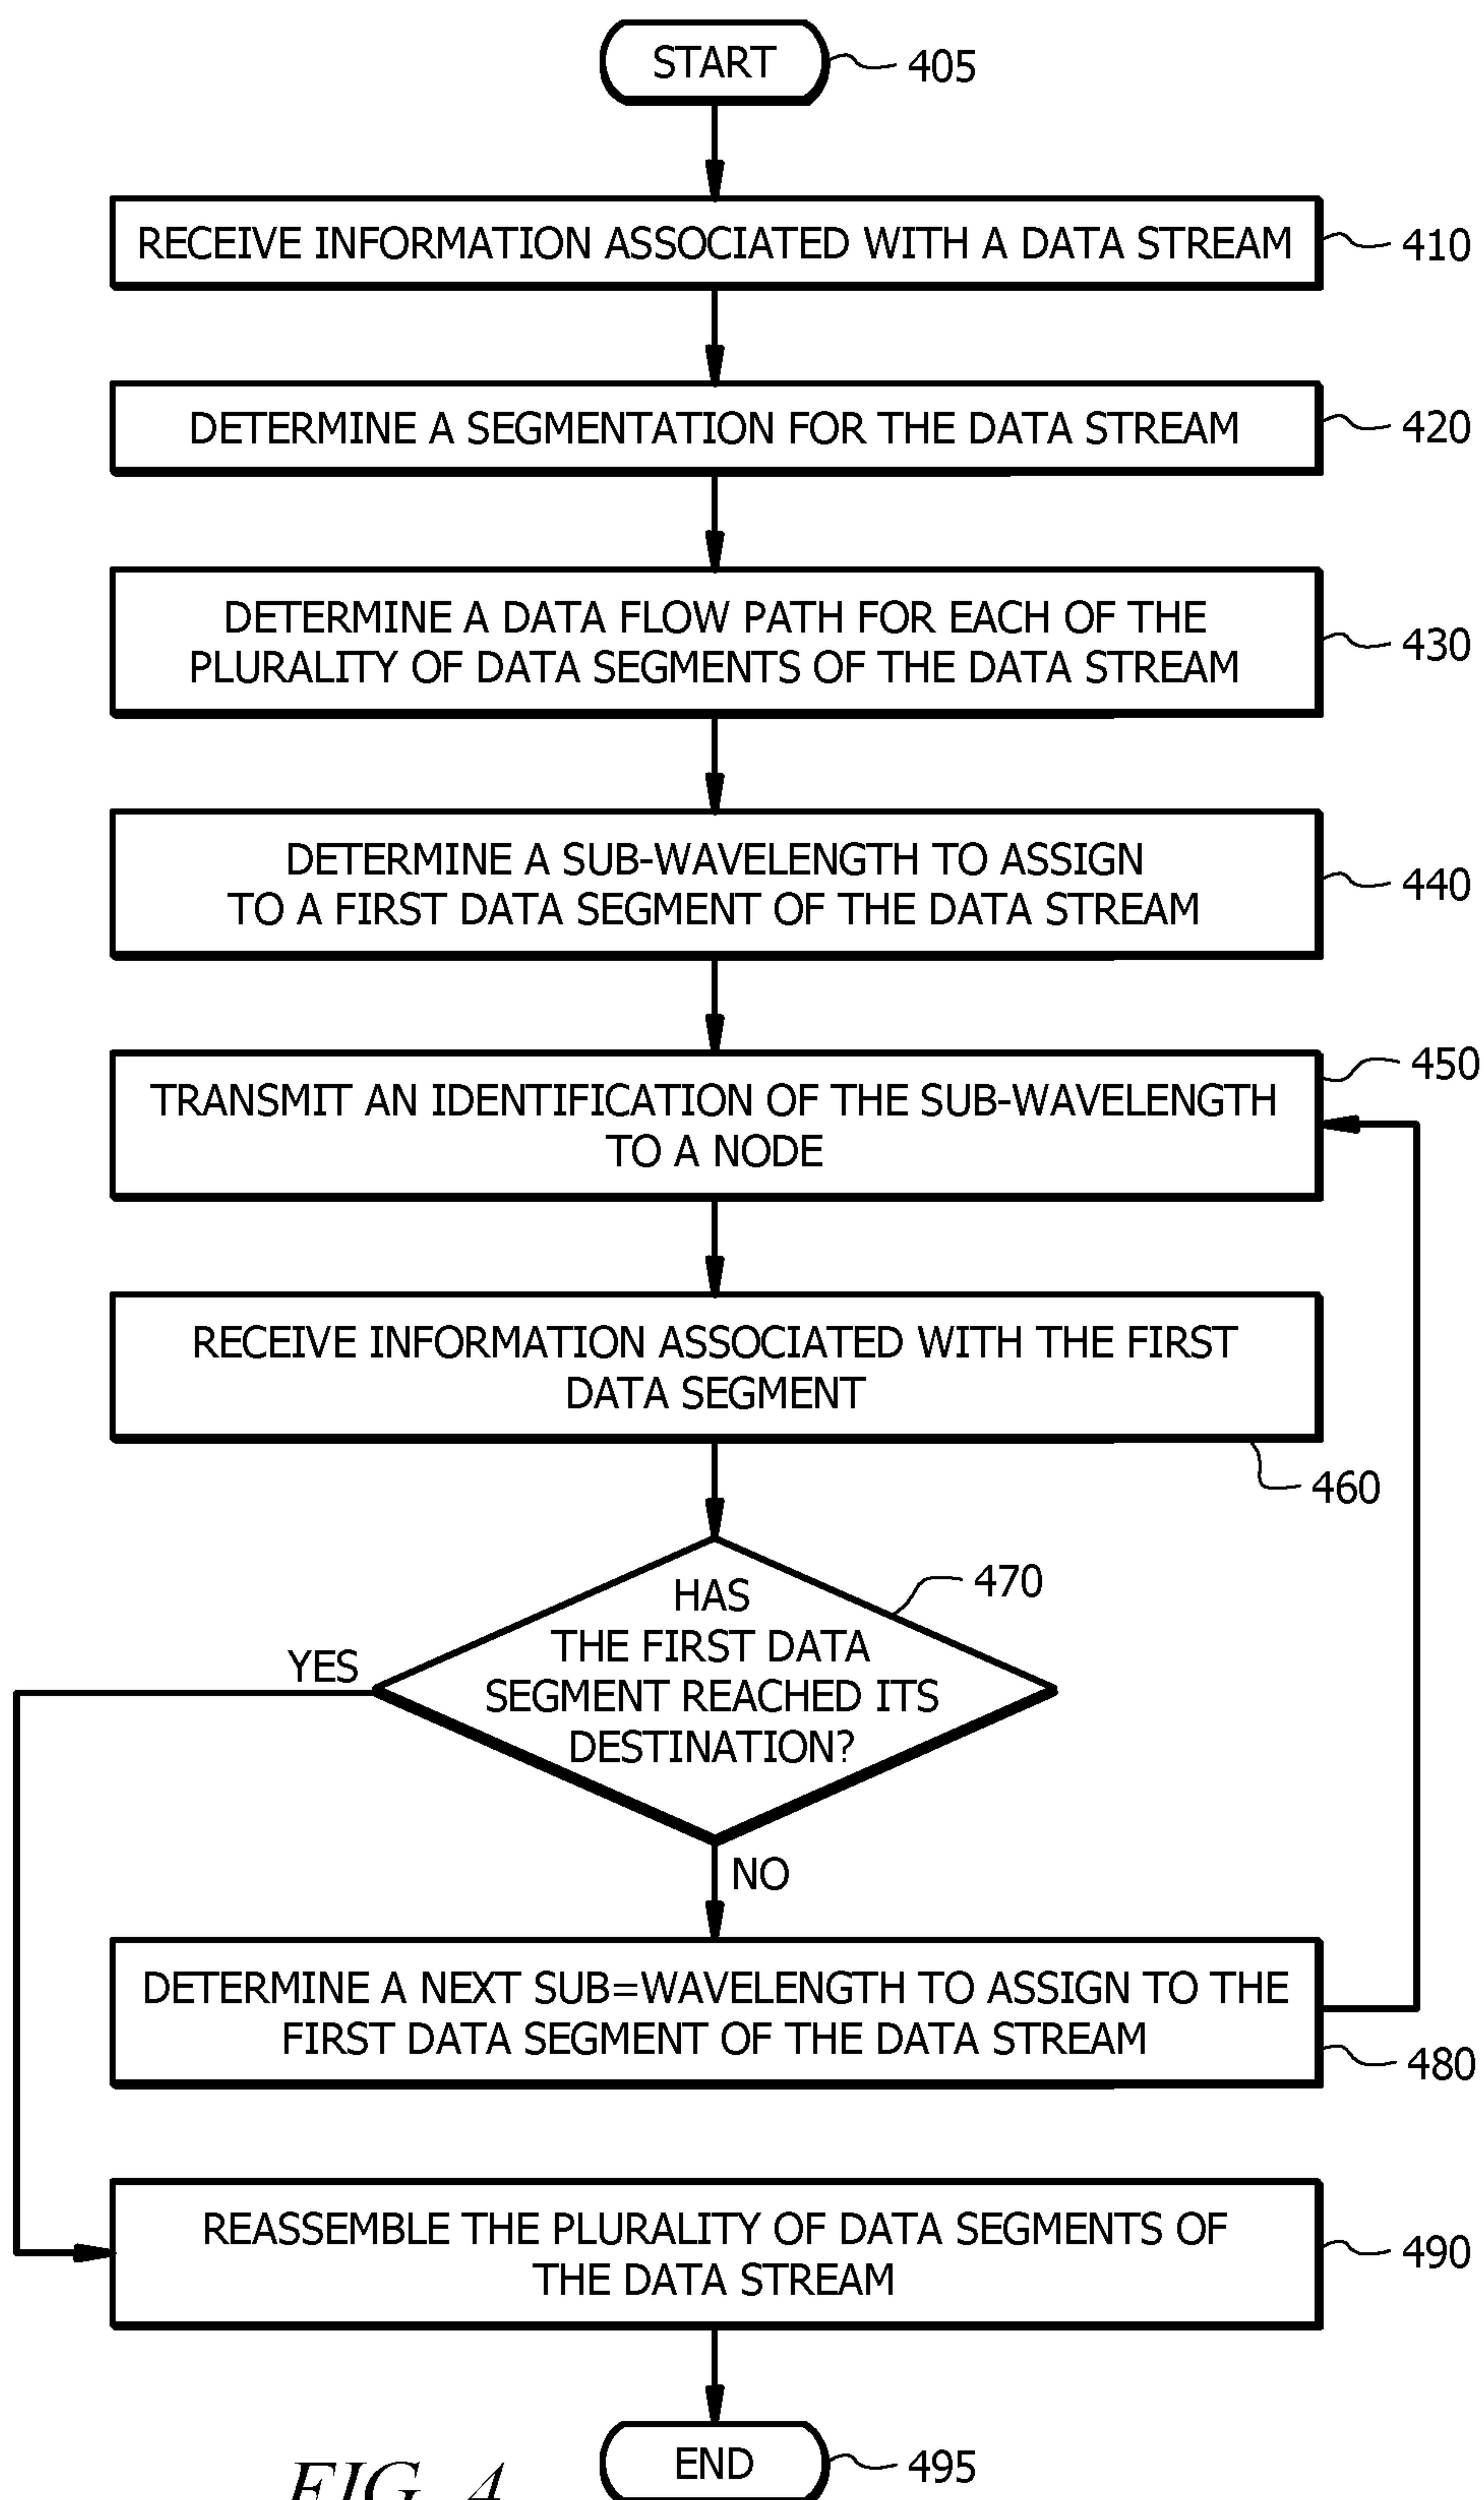 START
405
RECEIVE INFORMATION ASSOCIATED WITH A DATA STREAM
410
DETERMINE A SEGMENTATION FOR THE DATA STREAM
420
DETERMINE A DATA FLOW PATH FOR EACH OF THE
PLURALITY OF DATA SEGMENTS OF THE DATA STREAM
430
DETERMINE A SUB-WAVELENGTH TO ASSIGN
TO A FIRST DATA SEGMENT OF THE DATA STREAM
440
450
TRANSMIT AN IDENTIFICATION OF THE SUB-WAVELENGTH
TO A NODE
RECEIVE INFORMATION ASSOCIATED WITH THE FIRST
DATA SEGMENT
460
470
HAS
THE FIRST DATA
SEGMENT REACHED ITS
DESTINATION?
YES
NO
DETERMINE A NEXT SUB=WAVELENGTH TO ASSIGN TO THE
FIRST DATA SEGMENT OF THE DATA STREAM
480
REASSEMBLE THE PLURALITY OF DATA SEGMENTS OF
THE DATA STREAM
490
END
495
FIG. 4